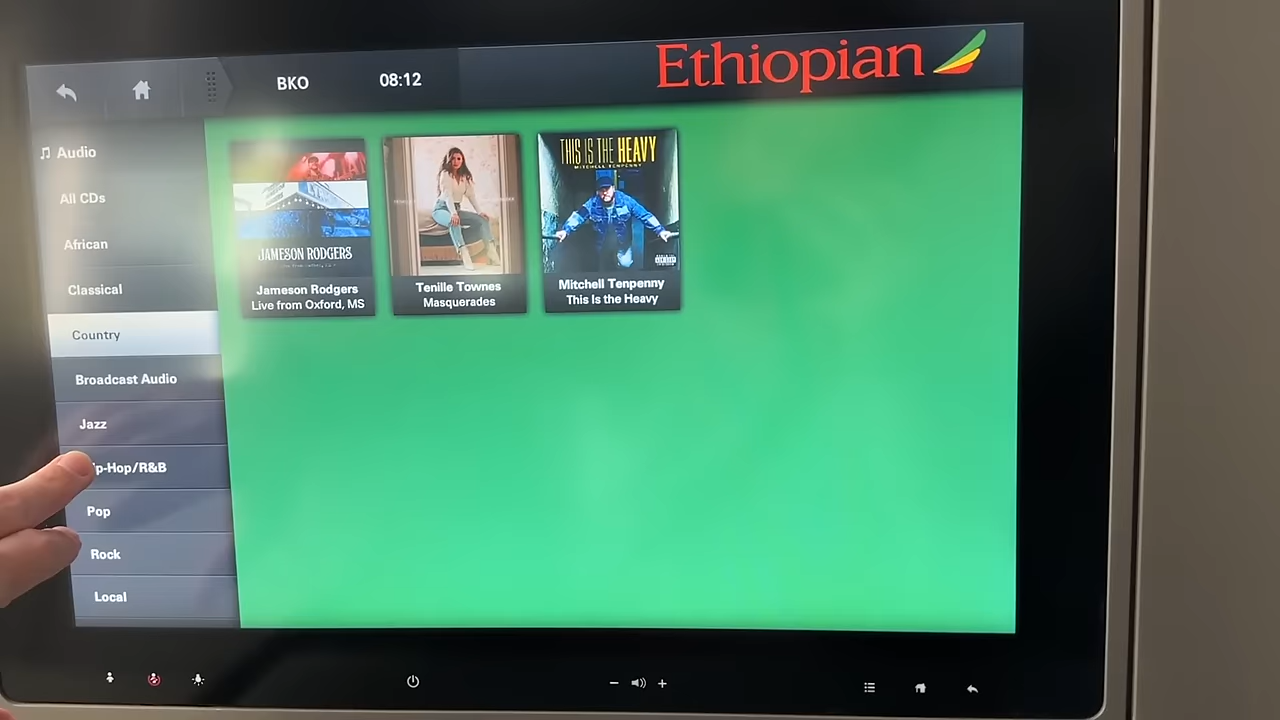 BKO
08:12
Ethiopian
Audio
All CDs
African
Classical
Country
Broadcast Audio
Jazz
ip-Hop/R&B
Pop
Rock
Local
JAMESON RODGERS
Jameson Rodgers
Live from Oxford, MS
Tenille Townes
Masquerades
THIS IS THE HEAVY
MITCHELL TENPENNY
Mitchell Tenpenny
This Is the Heavy